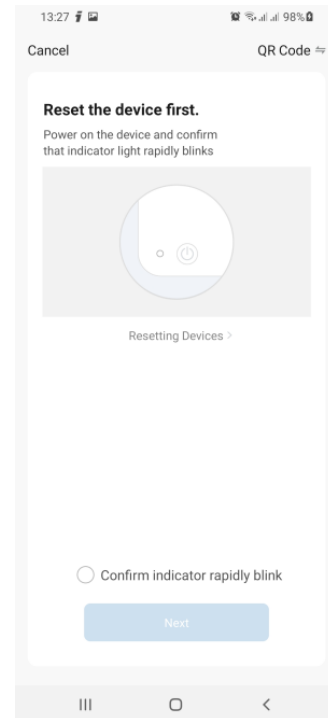 13:27 98%
Cancel QR Code
Reset the device first.
Power on the device and confirm
that indicator light rapidly blinks
Resetting Devices >
Confirm indicator rapidly blink
Next